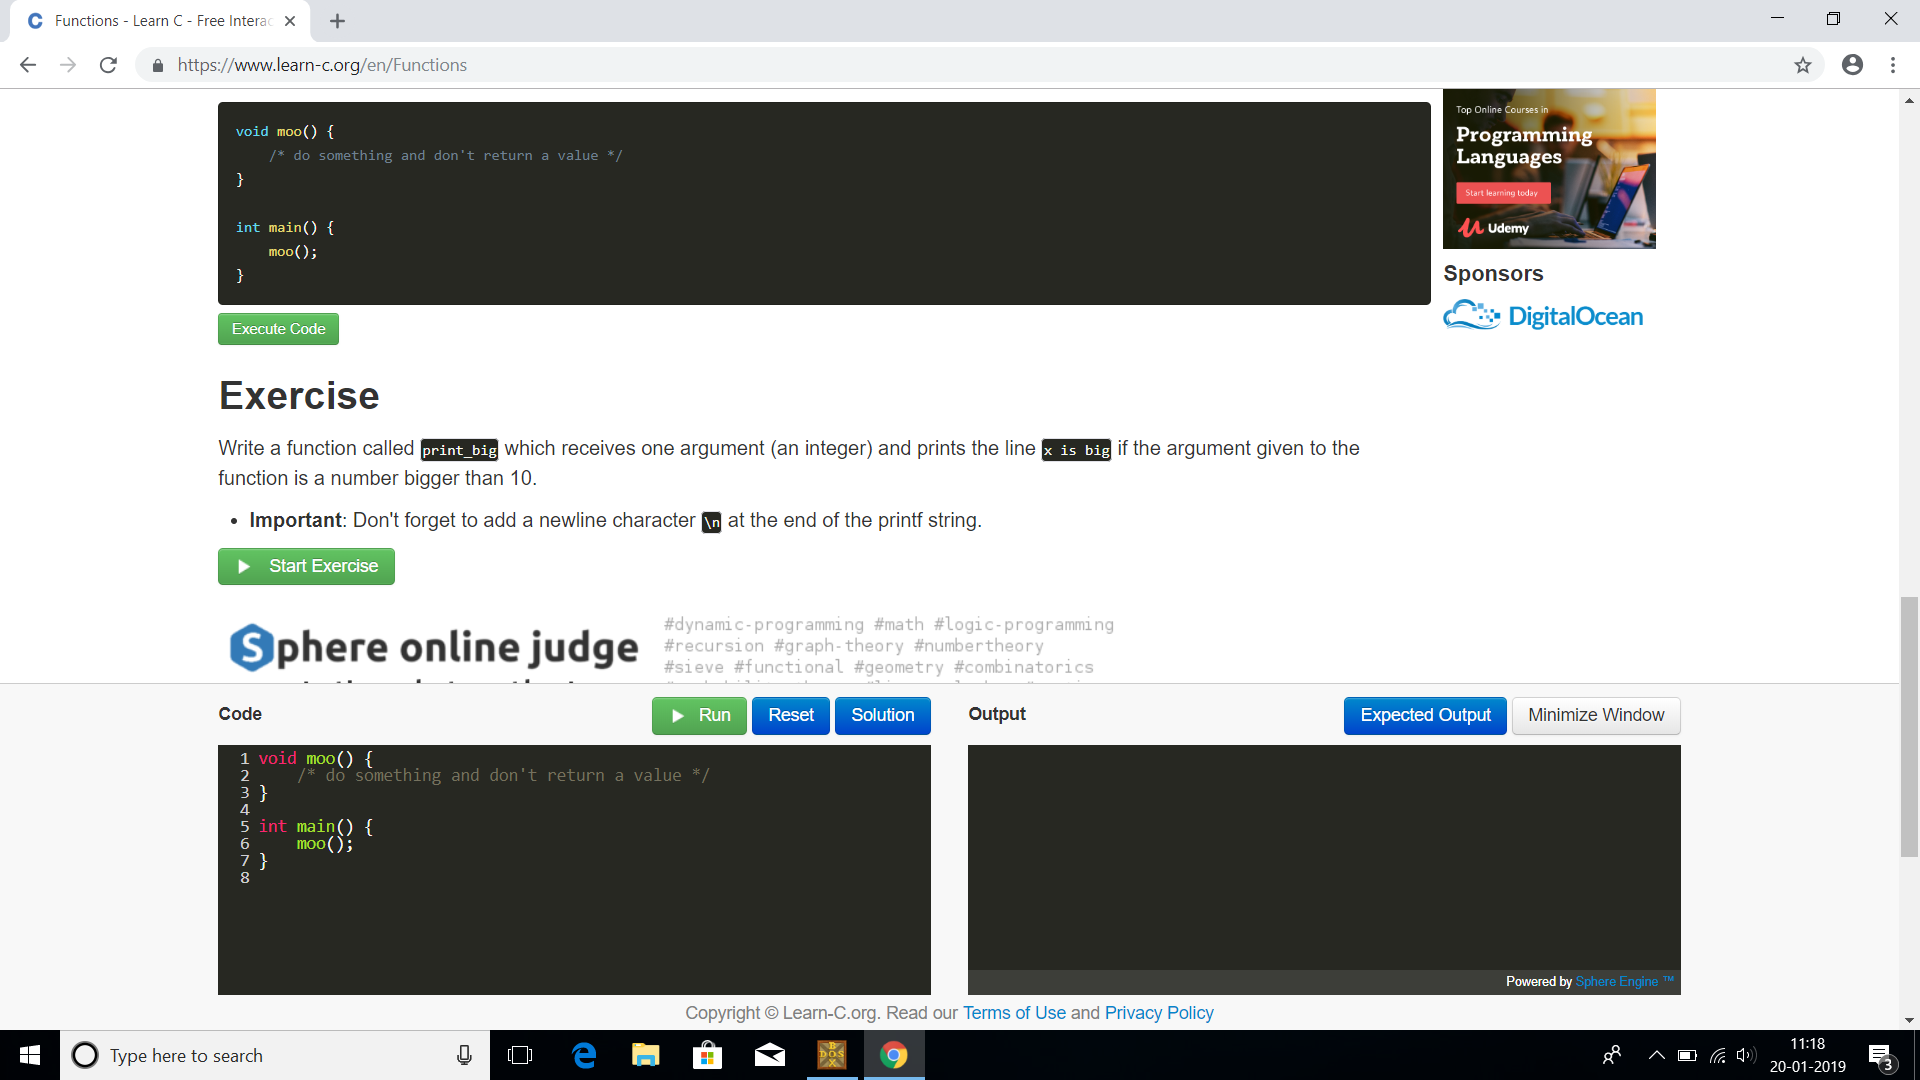 Functions - Learn C - Free Intera
https://www.learn-c.org/en/Functions
void moo() {
/* do something and don't return a value */
}
int main() {
moo();
}
Execute Code
Top Online Courses in
Programming
Languages
Start learning today
Udemy
Sponsors
DigitalOcean
Exercise
Write a function called print_big which receives one argument (an integer) and prints the line x is big if the argument given to the
function is a number bigger than 10.
• Important: Don't forget to add a newline character \n at the end of the printf string.
Start Exercise
Sphere online judge
#dynamic-programming #math #logic-programming
#recursion #graph-theory #numbertheory
#sieve #functional #geometry #combinatorics
Code
Run
Reset
Solution
Output
Expected Output
Minimize Window
1 void moo() {
2 /* do something and don't return a value */
3 }
4
5 int main() {
6 moo();
7 }
8
Powered by Sphere Engine ™
Copyright © Learn-C.org. Read our Terms of Use and Privacy Policy
Type here to search
11:18
20-01-2019
3